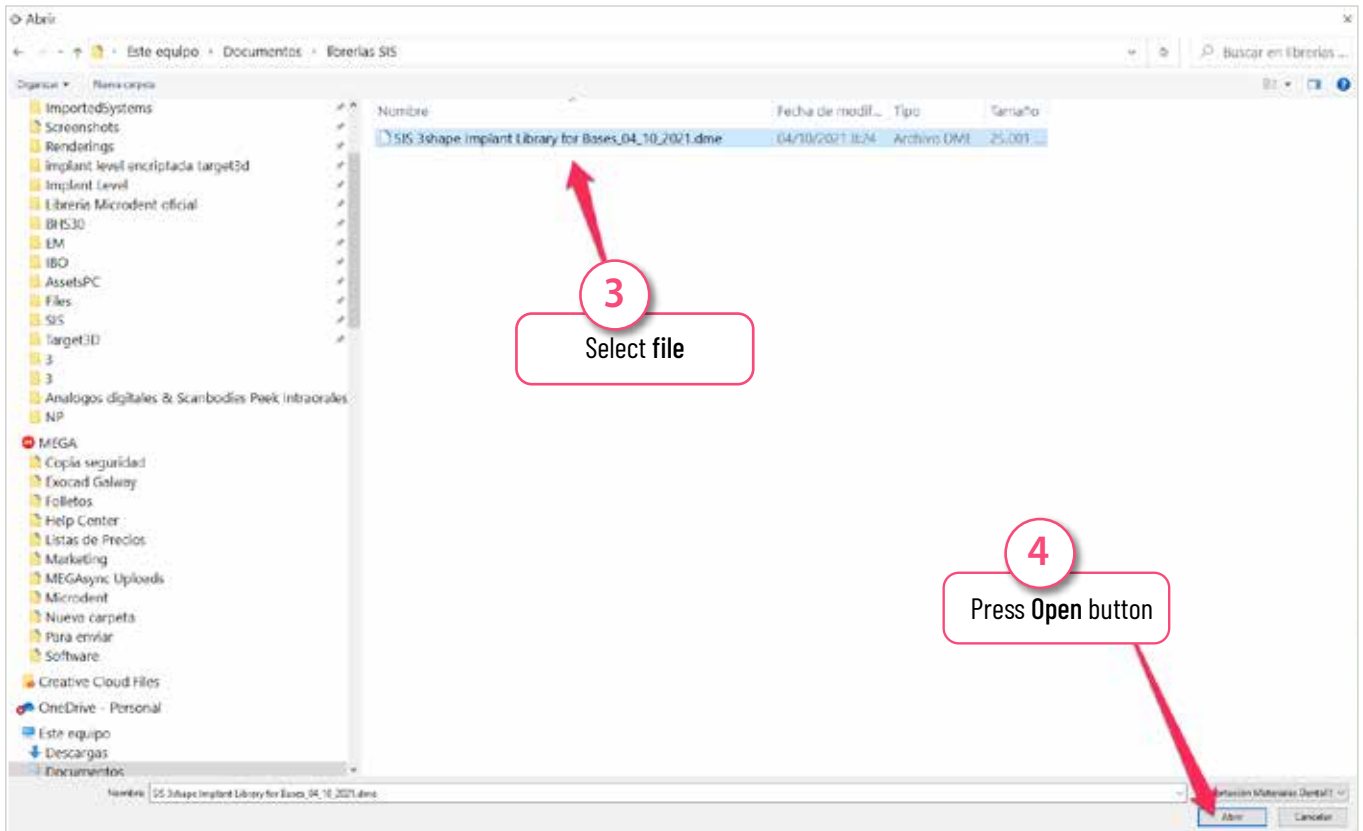 Abrir
Este equipo Documentos librerías SIS
Buscar en librerías ...
Organizar Nueva carpeta
Nombre Fecha de modif... Tipo Tamaño
SIS 3shape Implant Library for Bases_04_10_2021.dme 04/10/2021 Archivo DME 25.001 ...
ImportedSystems
Screenshots
Renderings
implant level encriptada target3d
Implant Level
Libreria Microdent oficial
BHS30
EM
IBO
AssetsPC
Files
SIS
Target3D
3
3
Analogos digitales & Scanbodies Peek intraorales
NP
MEGA
Copia seguridad
Exocad Galway
Folletos
Help Center
Listas de Precios
Marketing
MEGAsync Uploads
Microdent
Nueva carpeta
Para enviar
Software
Creative Cloud Files
OneDrive - Personal
Este equipo
Descargas
Documentos
3
Select file
4
Press Open button
Nombre SIS 3shape Implant Library for Bases_04_10_2021.dme
Materiales
Abrir Cancelar